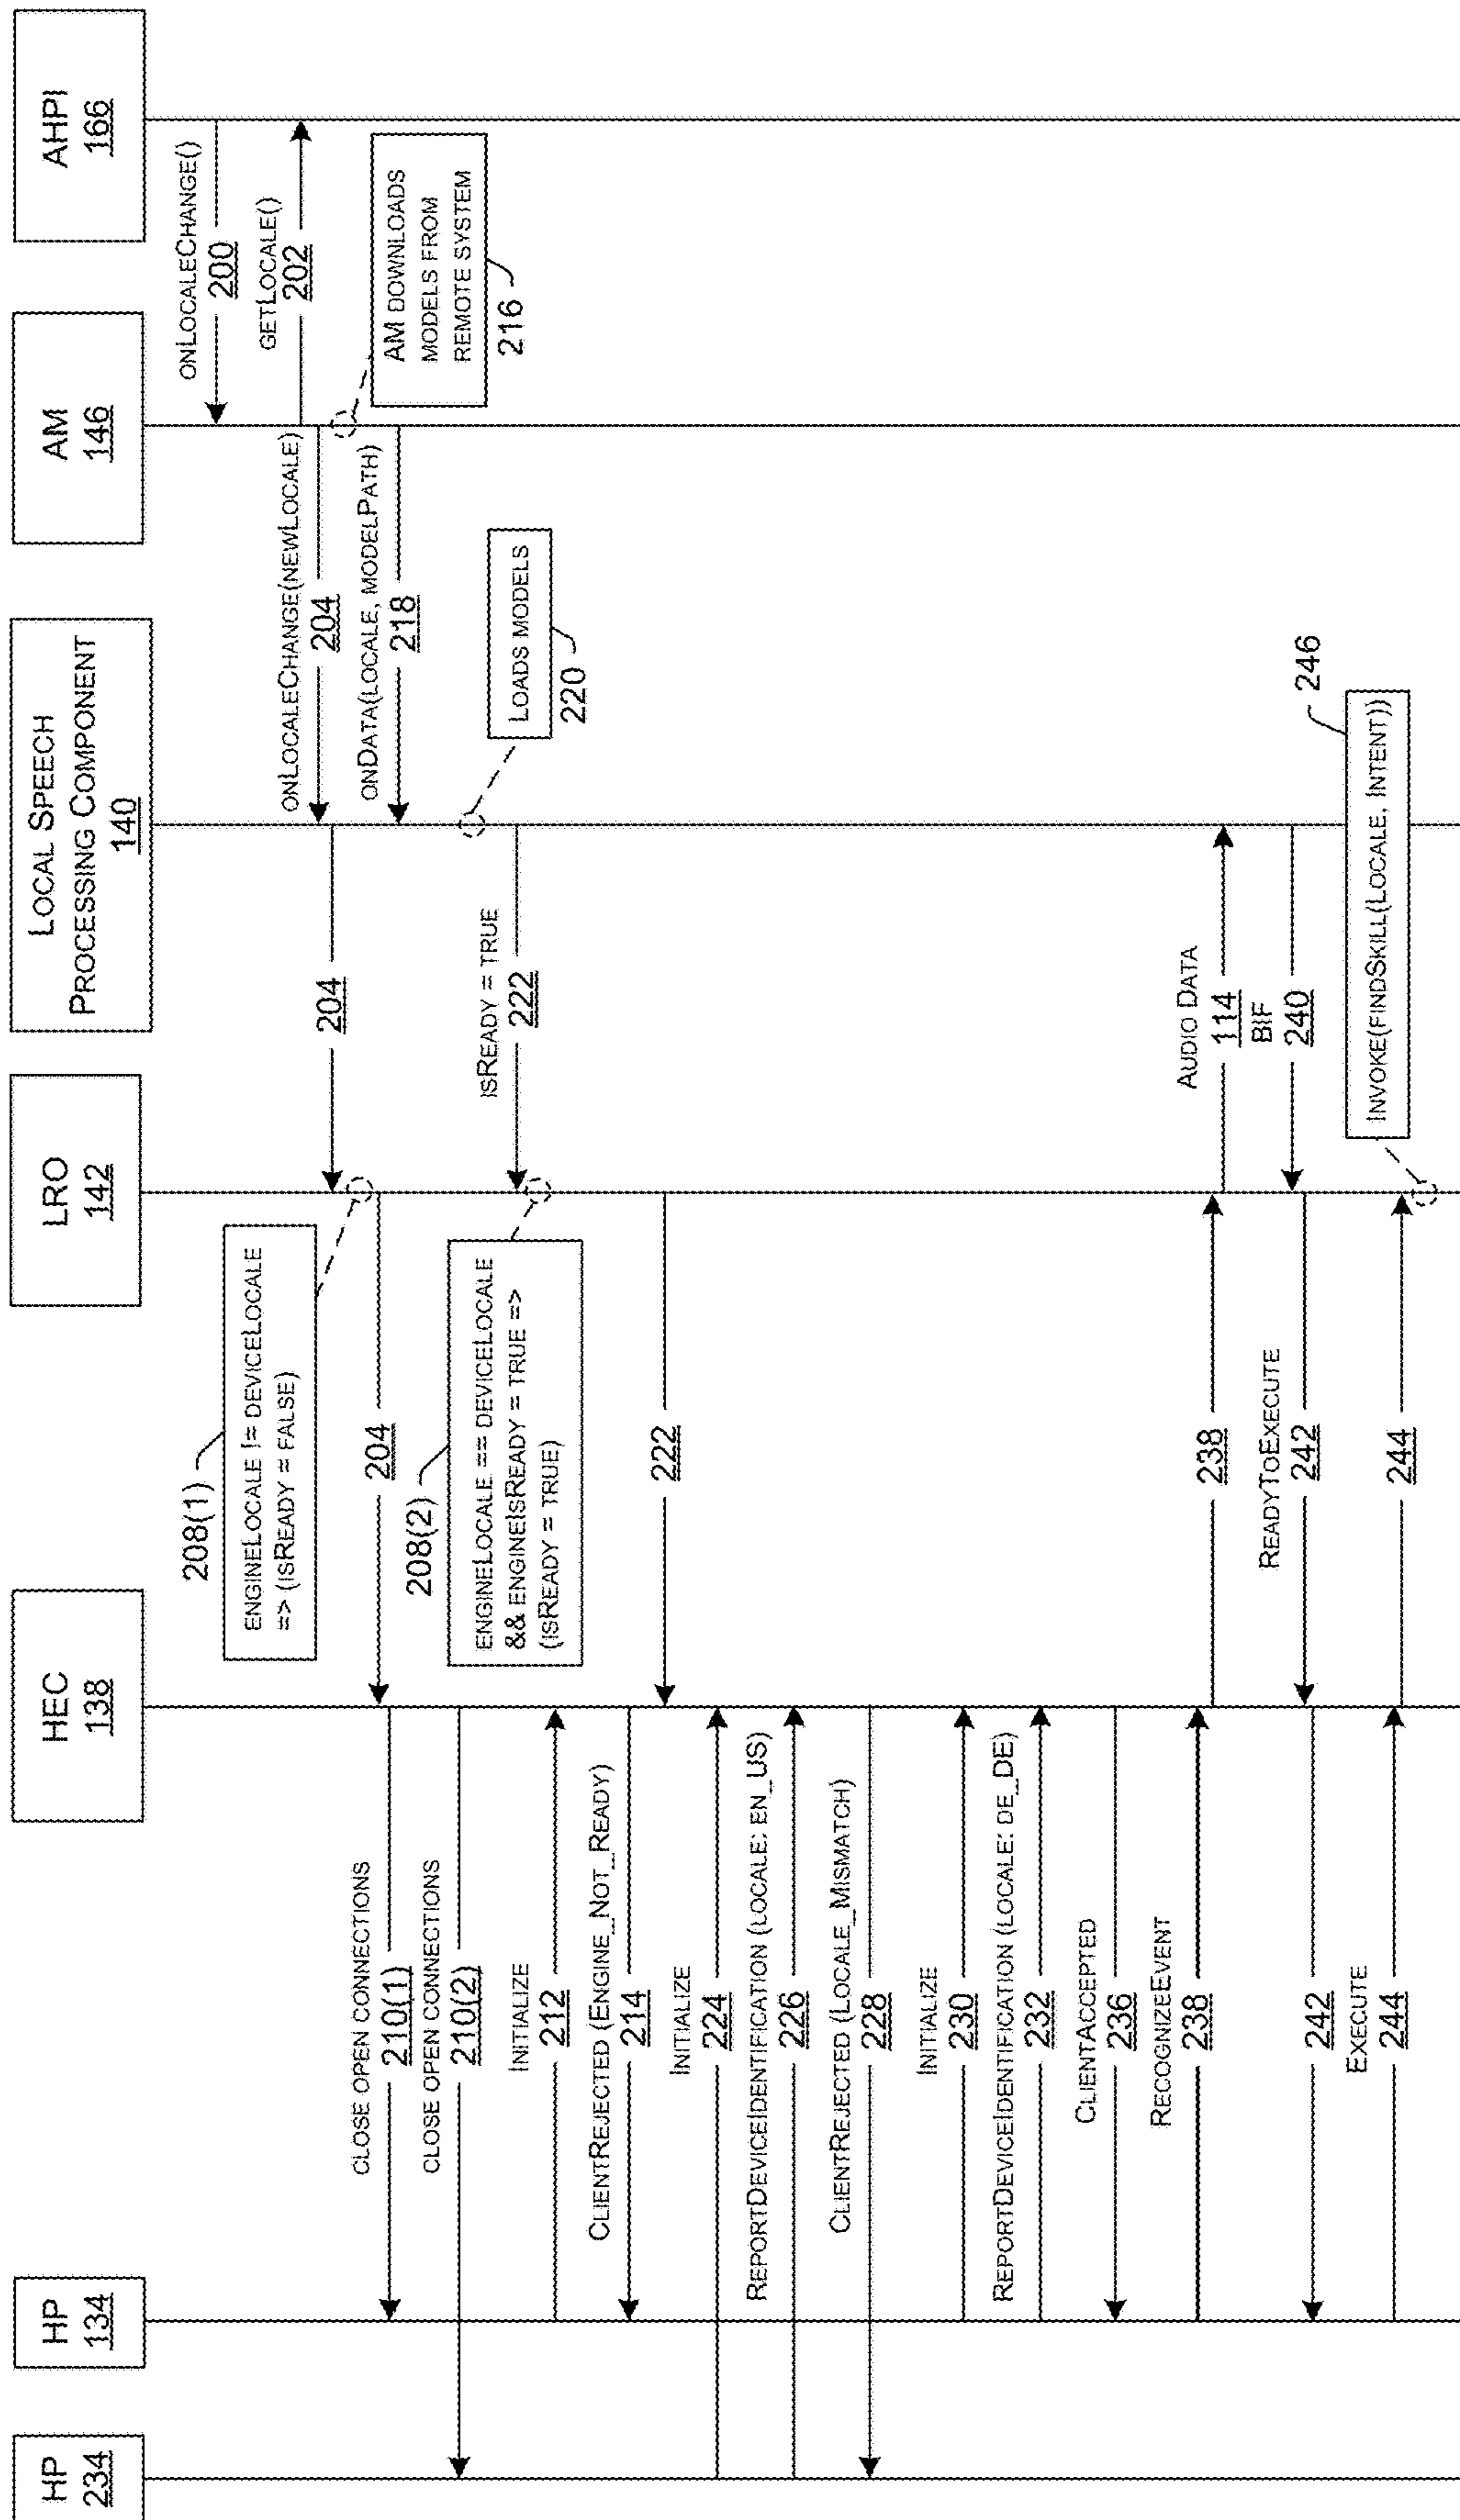 HP
234
HP
134
HEC
138
LRO
142
LOCAL SPEECH
PROCESSING COMPONENT
140
AM
146
AHPI
166
ONLOCALECHANGE()
200
GETLOCALE()
202
ONLOCALECHANGE(NEWLOCALE)
204
204
208(1)
ENGINELOCALE != DEVICELOCALE
=> (ISREADY = FALSE)
204
CLOSE OPEN CONNECTIONS
210(1)
CLOSE OPEN CONNECTIONS
210(2)
INITIALIZE
212
CLIENTREJECTED (ENGINE_NOT_READY)
214
AM DOWNLOADS
MODELS FROM
REMOTE SYSTEM
216
ONDATA(LOCALE, MODELPATH)
218
LOADS MODELS
220
ISREADY = TRUE
222
208(2)
ENGINELOCALE == DEVICELOCALE
&& ENGINEISREADY = TRUE =>
(ISREADY = TRUE)
222
INITIALIZE
224
REPORTDEVICEIDENTIFICATION (LOCALE: EN_US)
226
CLIENTREJECTED (LOCALE_MISMATCH)
228
INITIALIZE
230
REPORTDEVICEIDENTIFICATION (LOCALE: DE_DE)
232
CLIENTACCEPTED
236
RECOGNIZEEVENT
238
238
AUDIO DATA
114
BIF
240
READYTOEXECUTE
242
242
EXECUTE
244
244
246
INVOKE(FINDSKILL(LOCALE, INTENT))